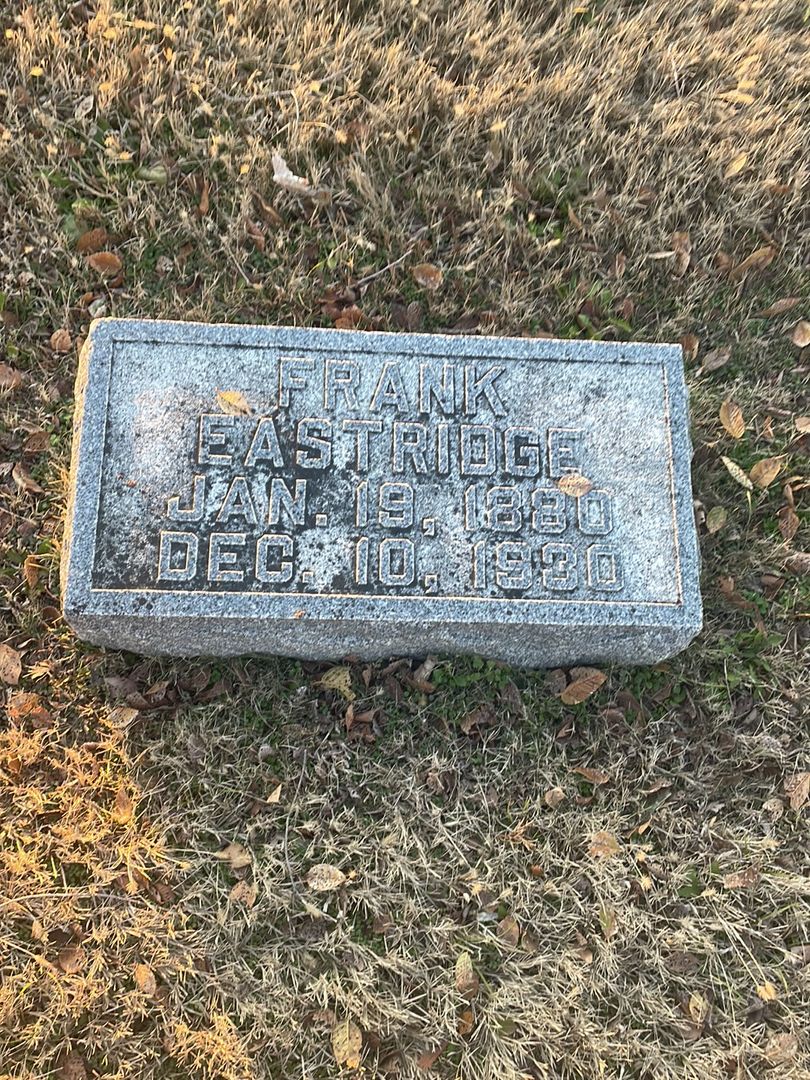 FRANK
EASTRIDGE
JAN. 19, 1880
DEC. 10, 1930